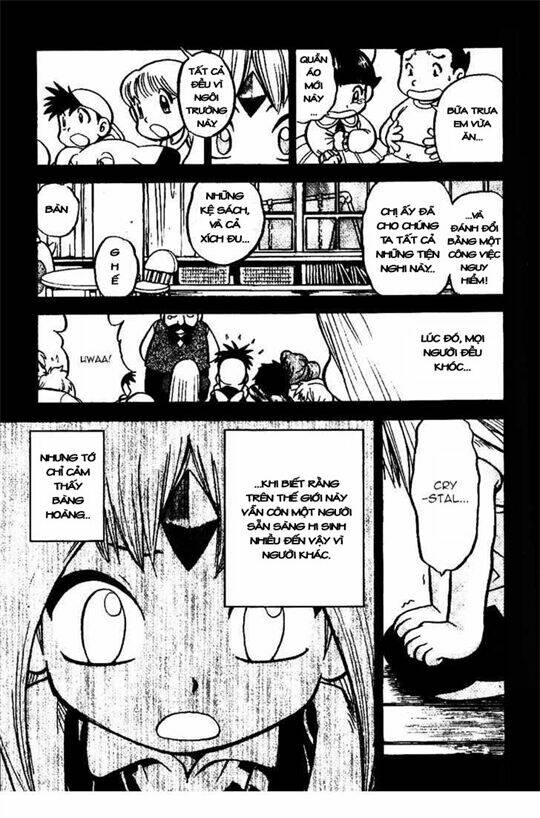 BỮA TRƯA
EM VỪA
ĂN...
QUẦN
ÁO
MỚI
NÀY
...
TẤT CẢ
ĐỀU VÌ
NGÔI
TRƯỜNG
NÀY
...VÀ
ĐÁNH ĐỔI
BẰNG MỘT
CÔNG VIỆC
NGUY
HIỂM!
CHỊ ẤY ĐÃ
CHO CHÚNG
TA TẤT CẢ
NHỮNG TIỆN
NGHI NÀY..
NHỮNG
KỆ SÁCH,
VÀ CẢ
XÍCH ĐU...
G
H
Ế
BÀN
LÚC ĐÓ, MỌI
NGƯỜI ĐỀU
KHÓC...
UWAA!
CRY
-STAL...
...KHI BIẾT RẰNG
TRÊN THẾ GIỚI NÀY
VẪN CÒN MỘT NGƯỜI
SẴN SÀNG HI SINH
NHIỀU ĐẾN VẬY VÌ
NGƯỜI KHÁC.
NHƯNG TỚ
CHỈ CẢM
THẤY
BÀNG
HOÀNG..